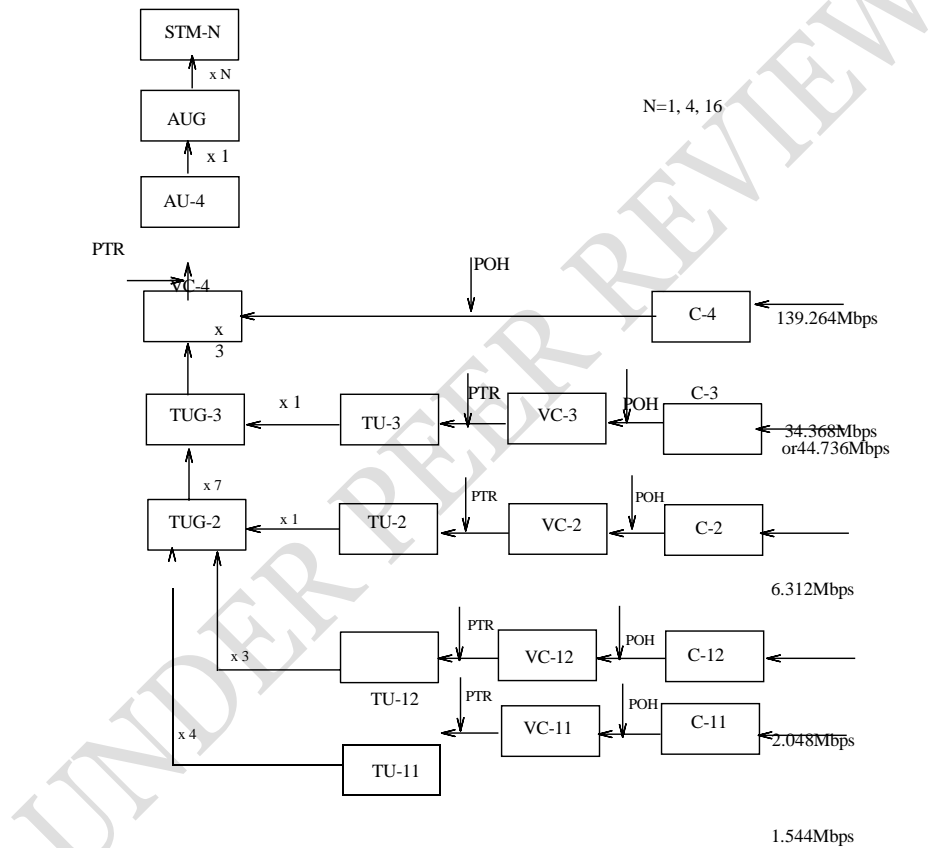 STM-N
x N
AUG
N=1, 4, 16
x 1
AU-4
PTR
POH
VC-4
C-4
139.264Mbps
x
3
TUG-3
x 1
TU-3
PTR
VC-3
POH
C-3
34.368Mbps
or44.736Mbps
x 7
TUG-2
x 1
TU-2
PTR
VC-2
POH
C-2
6.312Mbps
x 3
TU-12
PTR
VC-12
POH
C-12
2.048Mbps
x 4
TU-11
PTR
VC-11
POH
C-11
1.544Mbps
UNDER PEER REVIEW